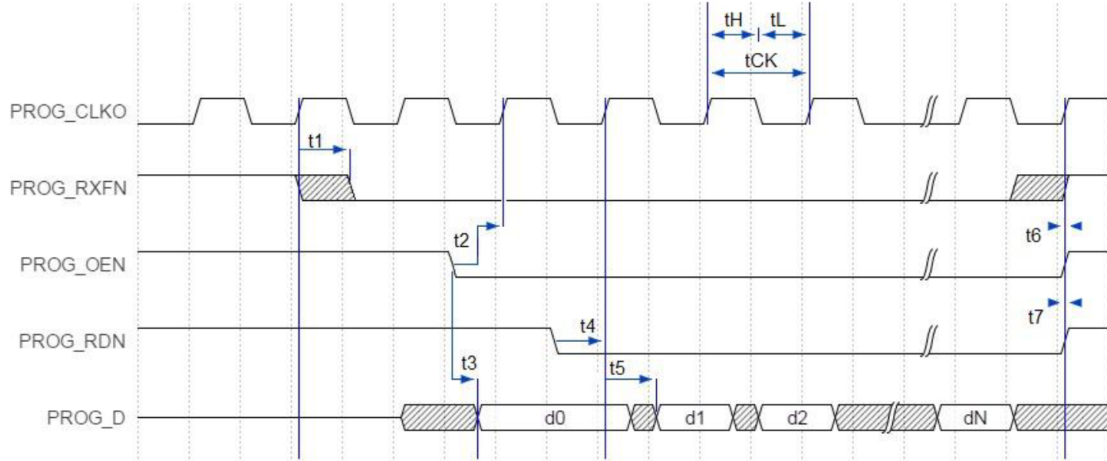 tH tL
tCK
PROG_CLKO
t1
PROG_RXFN
t2
t6
PROG_OEN
t4
t7
PROG_RDN
t3
t5
PROG_D
d0 d1 d2 dN